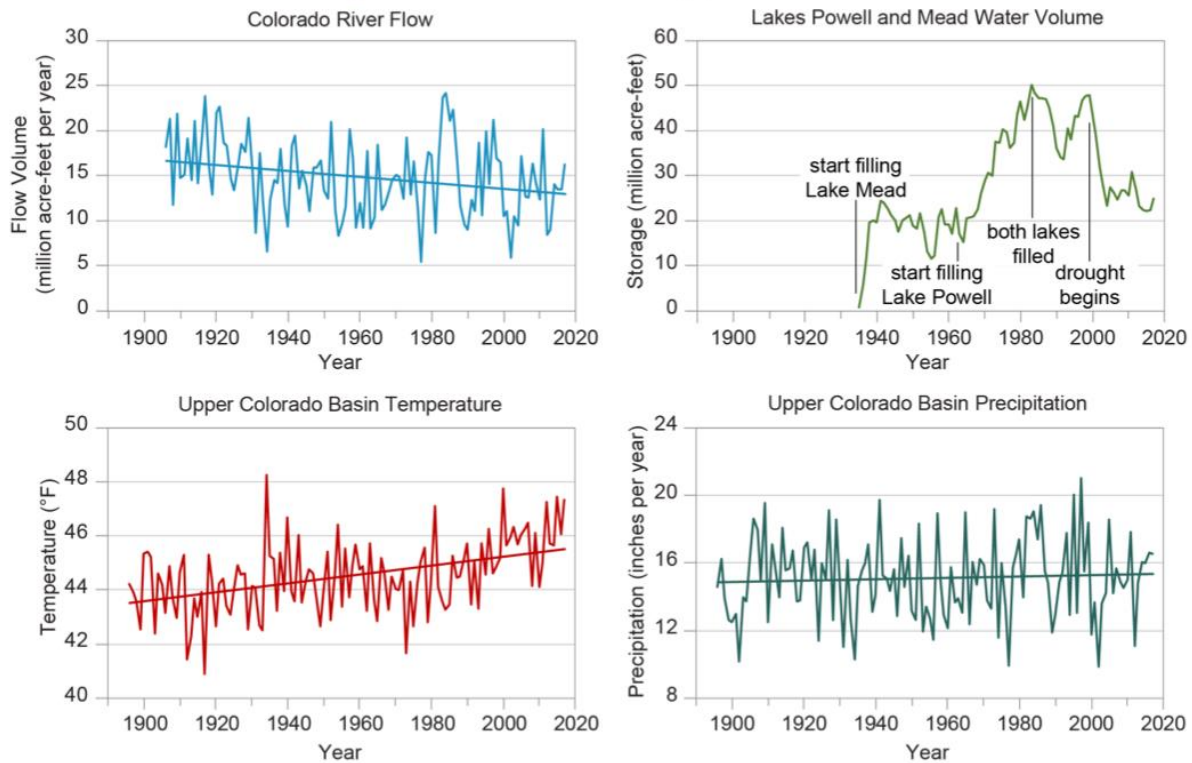 Colorado River Flow
Flow Volume
(million acre-feet per year)
30
25
20
15
10
5
0
1900 1920 1940 1960 1980 2000 2020
Year
Lakes Powell and Mead Water Volume
Storage (million acre-feet)
60
50
40
30
20
10
0
start filling
Lake Mead
start filling
Lake Powell
both lakes
filled
drought
begins
1900 1920 1940 1960 1980 2000 2020
Year
Upper Colorado Basin Temperature
Temperature (°F)
50
48
46
44
42
40
1900 1920 1940 1960 1980 2000 2020
Year
Upper Colorado Basin Precipitation
Precipitation (inches per year)
24
20
16
12
8
1900 1920 1940 1960 1980 2000 2020
Year